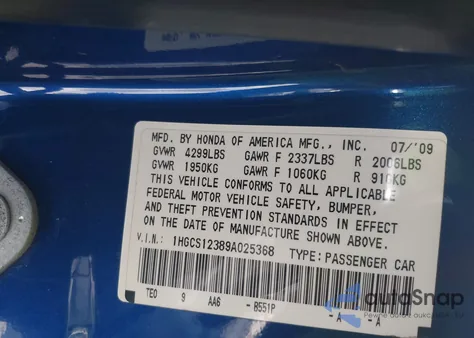 MFD. BY HONDA OF AMERICA MFG., INC. 07/'09
GVWR 4299LBS GAWR F 2337LBS R 2006LBS
GVWR 1950KG GAWR F 1060KG R 910KG
THIS VEHICLE CONFORMS TO ALL APPLICABLE
FEDERAL MOTOR VEHICLE SAFETY, BUMPER,
AND THEFT PREVENTION STANDARDS IN EFFECT
ON THE DATE OF MANUFACTURE SHOWN ABOVE.
V.I.N.: 1HGCS12389A025368 TYPE: PASSENGER CAR
TEO 9 AA6 - B551P - A - A
autoSnap